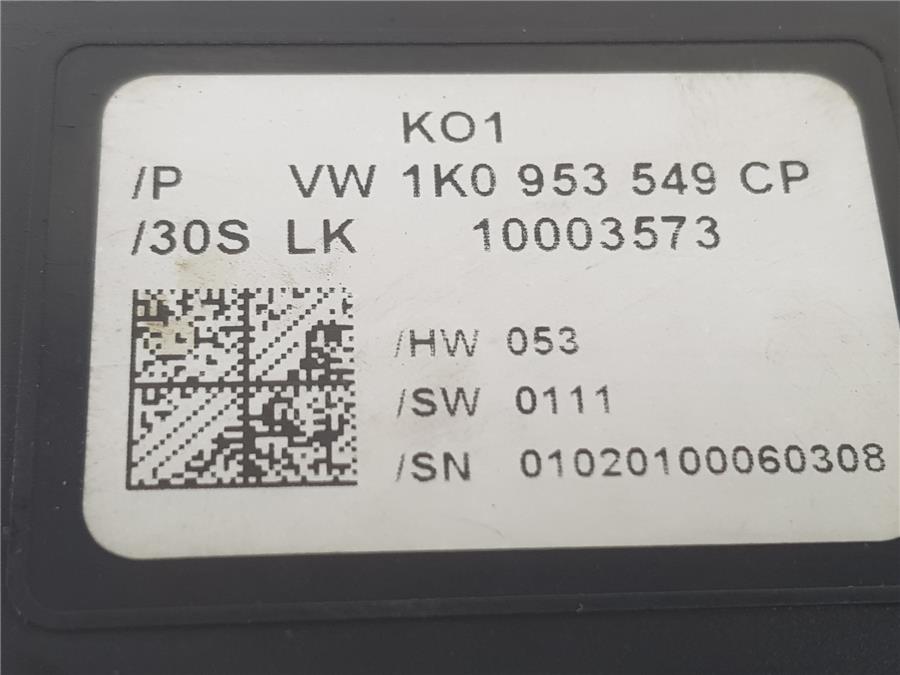 KO1
/P VW 1K0 953 549 CP
/30S LK 10003573
/HW 053
/SW 0111
/SN 01020100060308